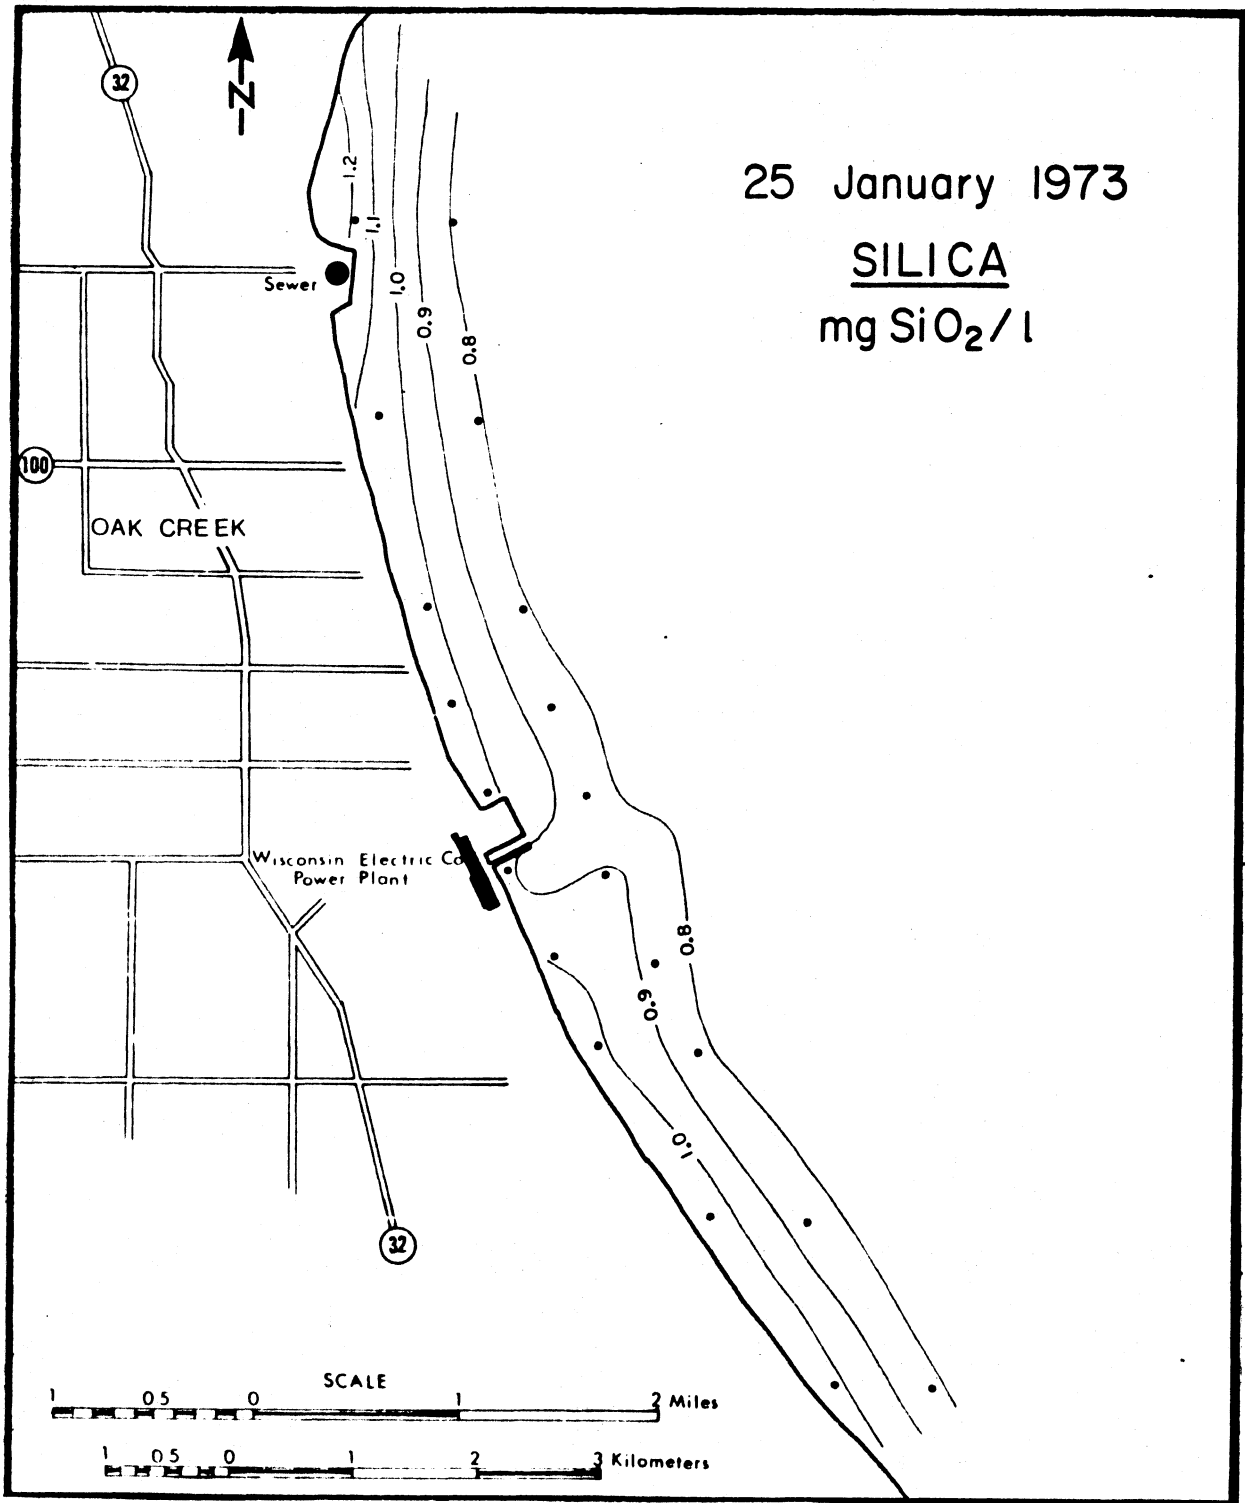 32
N
25 January 1973
SILICA
mg SiO₂/l
1.2
1.1
1.0
0.9
0.8
Sewer
100
OAK CREEK
Wisconsin Electric Co
Power Plant
0.8
0.9
1.0
32
SCALE
1 0 5 0 1 2 Miles
1 0 5 0 1 2 3 Kilometers